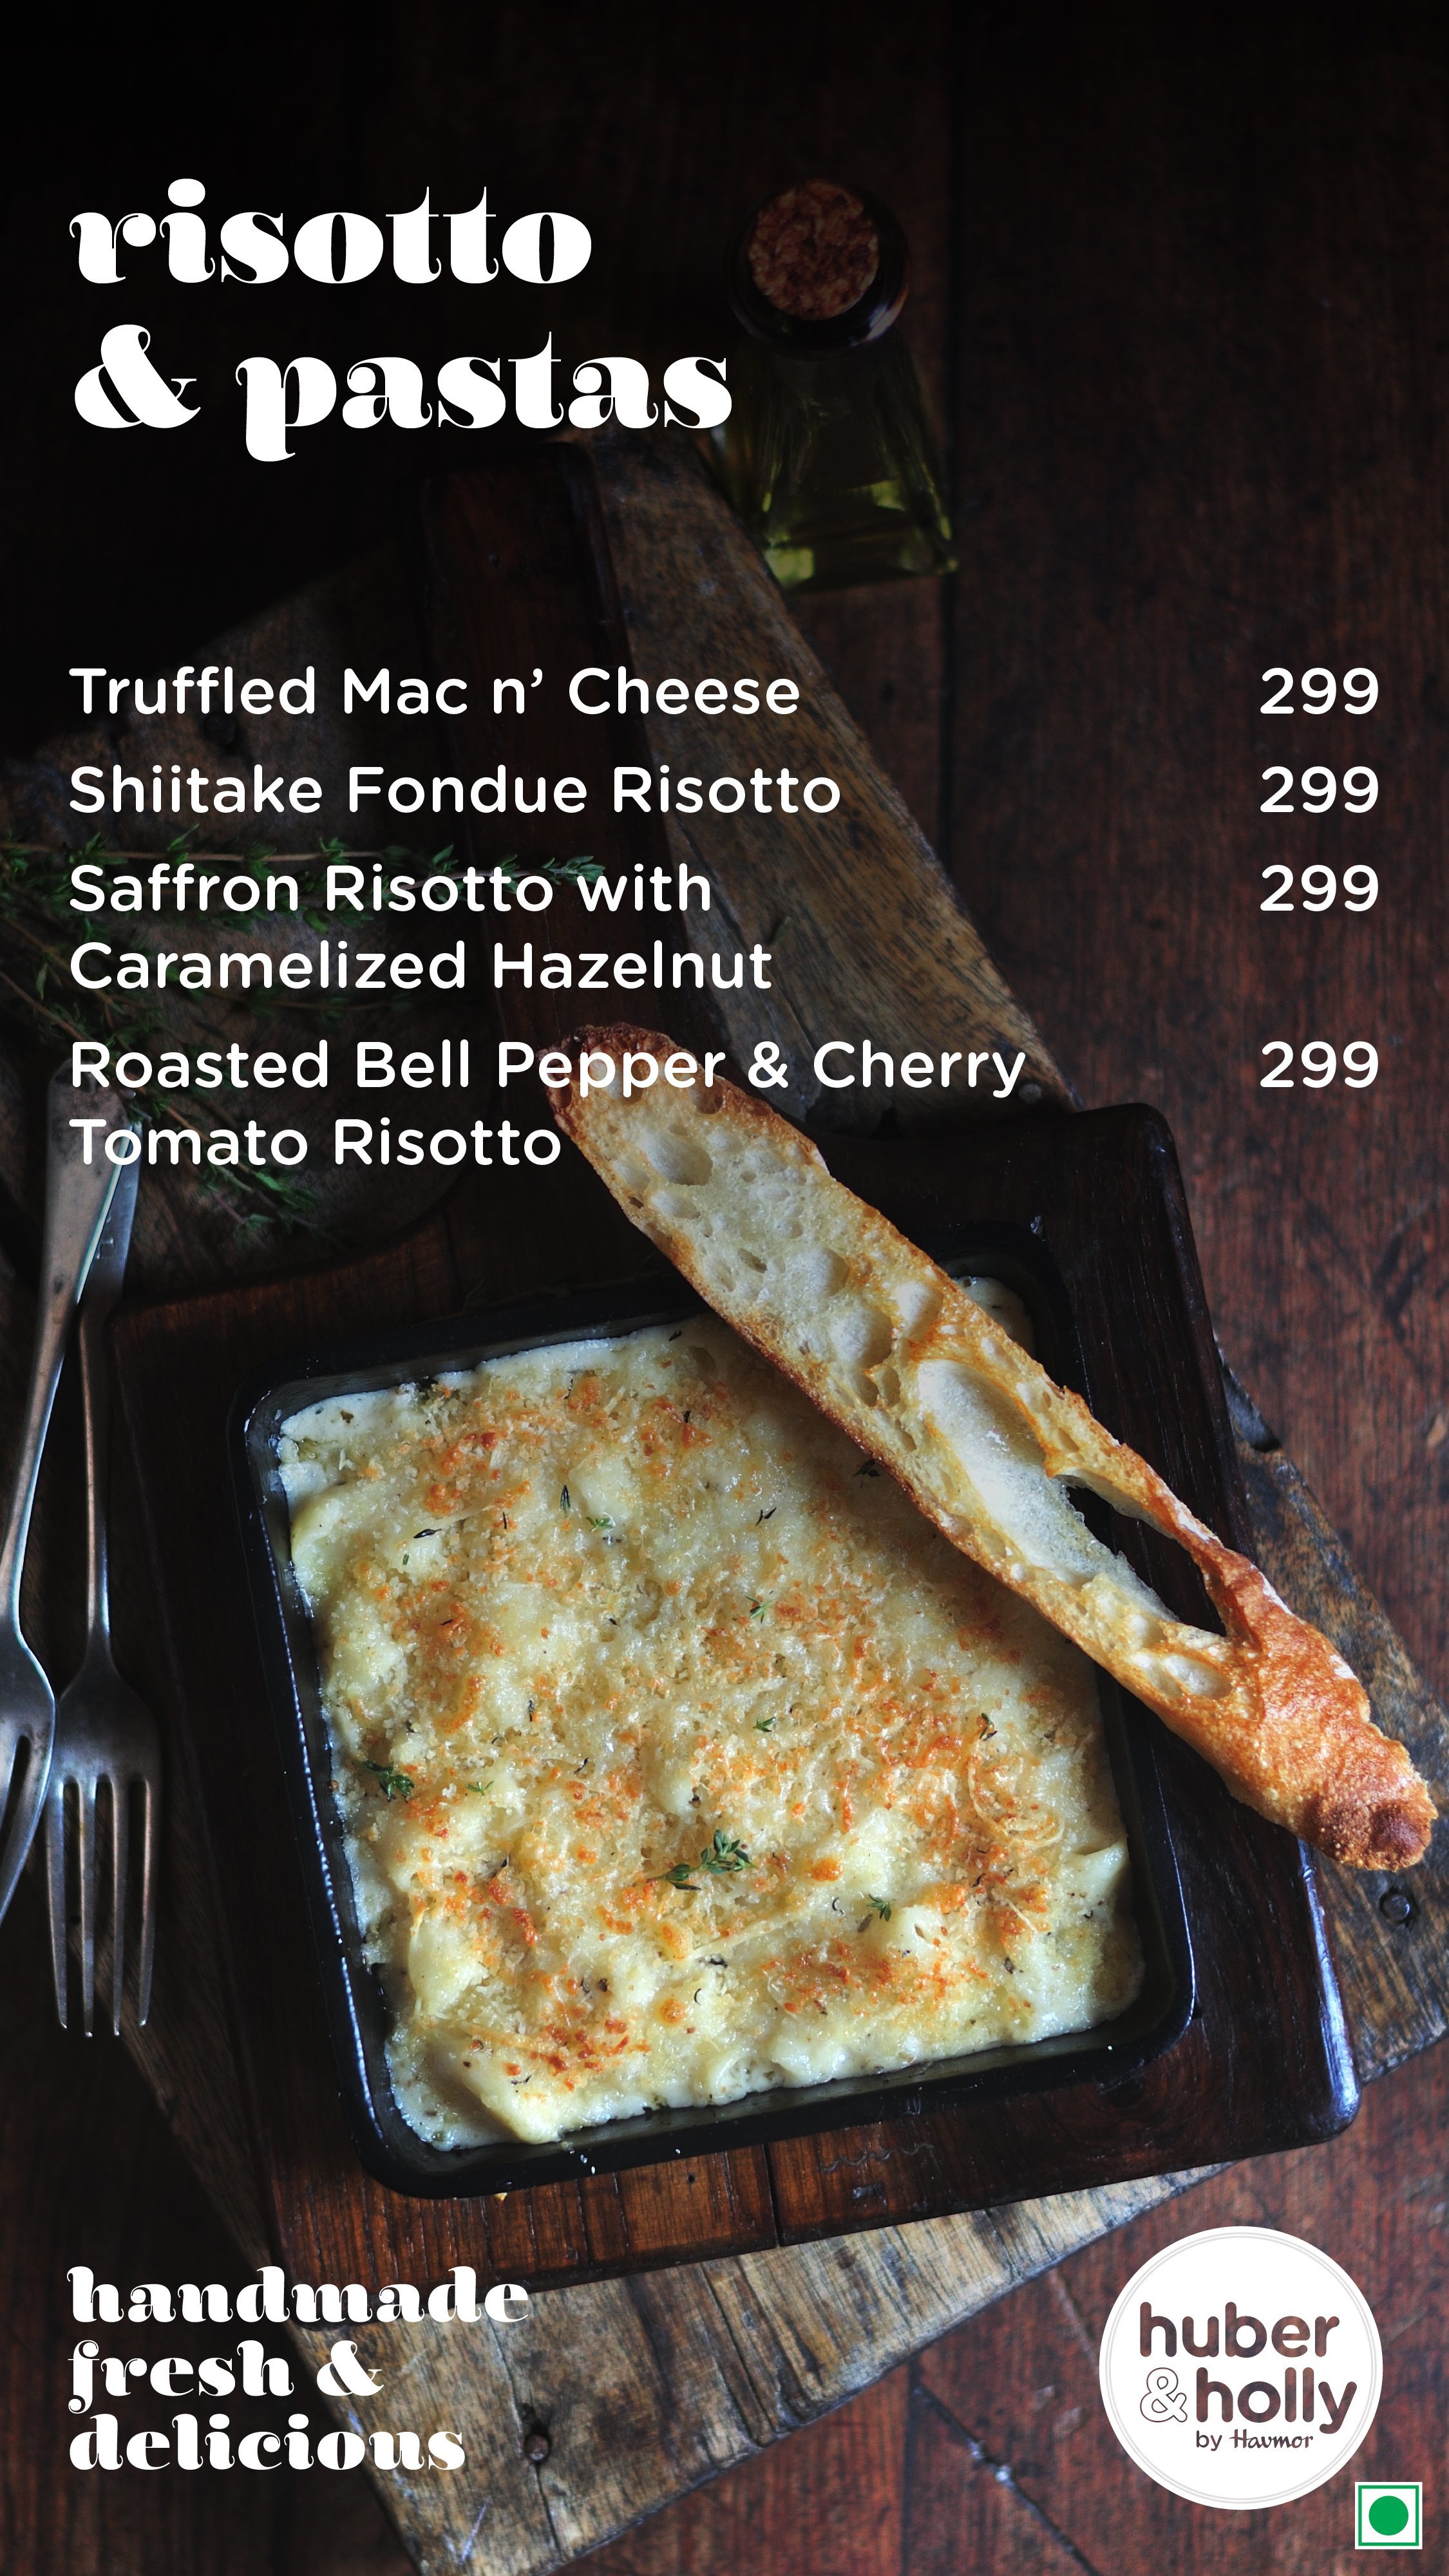 risotto
& pastas
Truffled Mac n’ Cheese 299
Shiitake Fondue Risotto 299
Saffron Risotto with 299
Caramelized Hazelnut
Roasted Bell Pepper & Cherry 299
Tomato Risotto
handmade
fresh &
delicious
huber
&holly
by Havmor